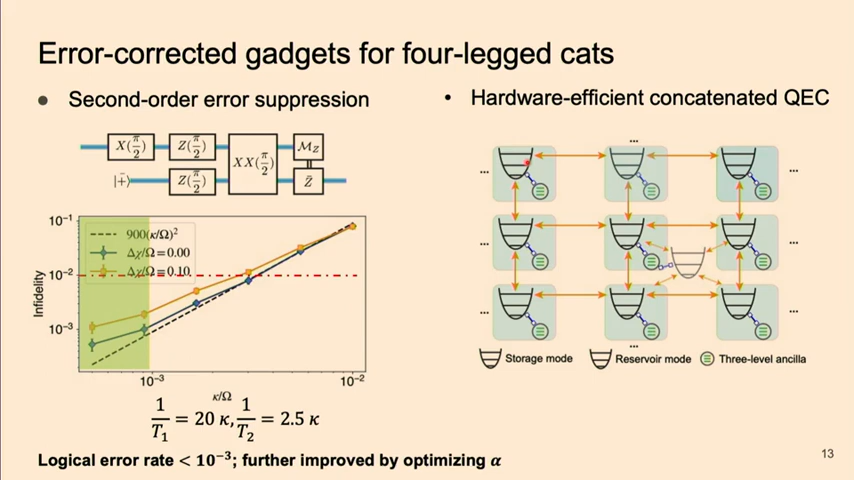 Error-corrected gadgets for four-legged cats
● Second-order error suppression
X(π/2) Z(π/2) XX(π/2) M_Z
|+̄⟩ Z(π/2) Z̄
10⁻¹
10⁻²
10⁻³
Infidelity
900(κ/Ω)²
Δχ/Ω=0.00
Δχ/Ω=0.10
10⁻³ 10⁻²
κ/Ω
1/T₁ = 20 κ, 1/T₂ = 2.5 κ
Logical error rate < 10⁻³; further improved by optimizing α
• Hardware-efficient concatenated QEC
...
... ...
... ...
... ...
...
Storage mode Reservoir mode Three-level ancilla
13